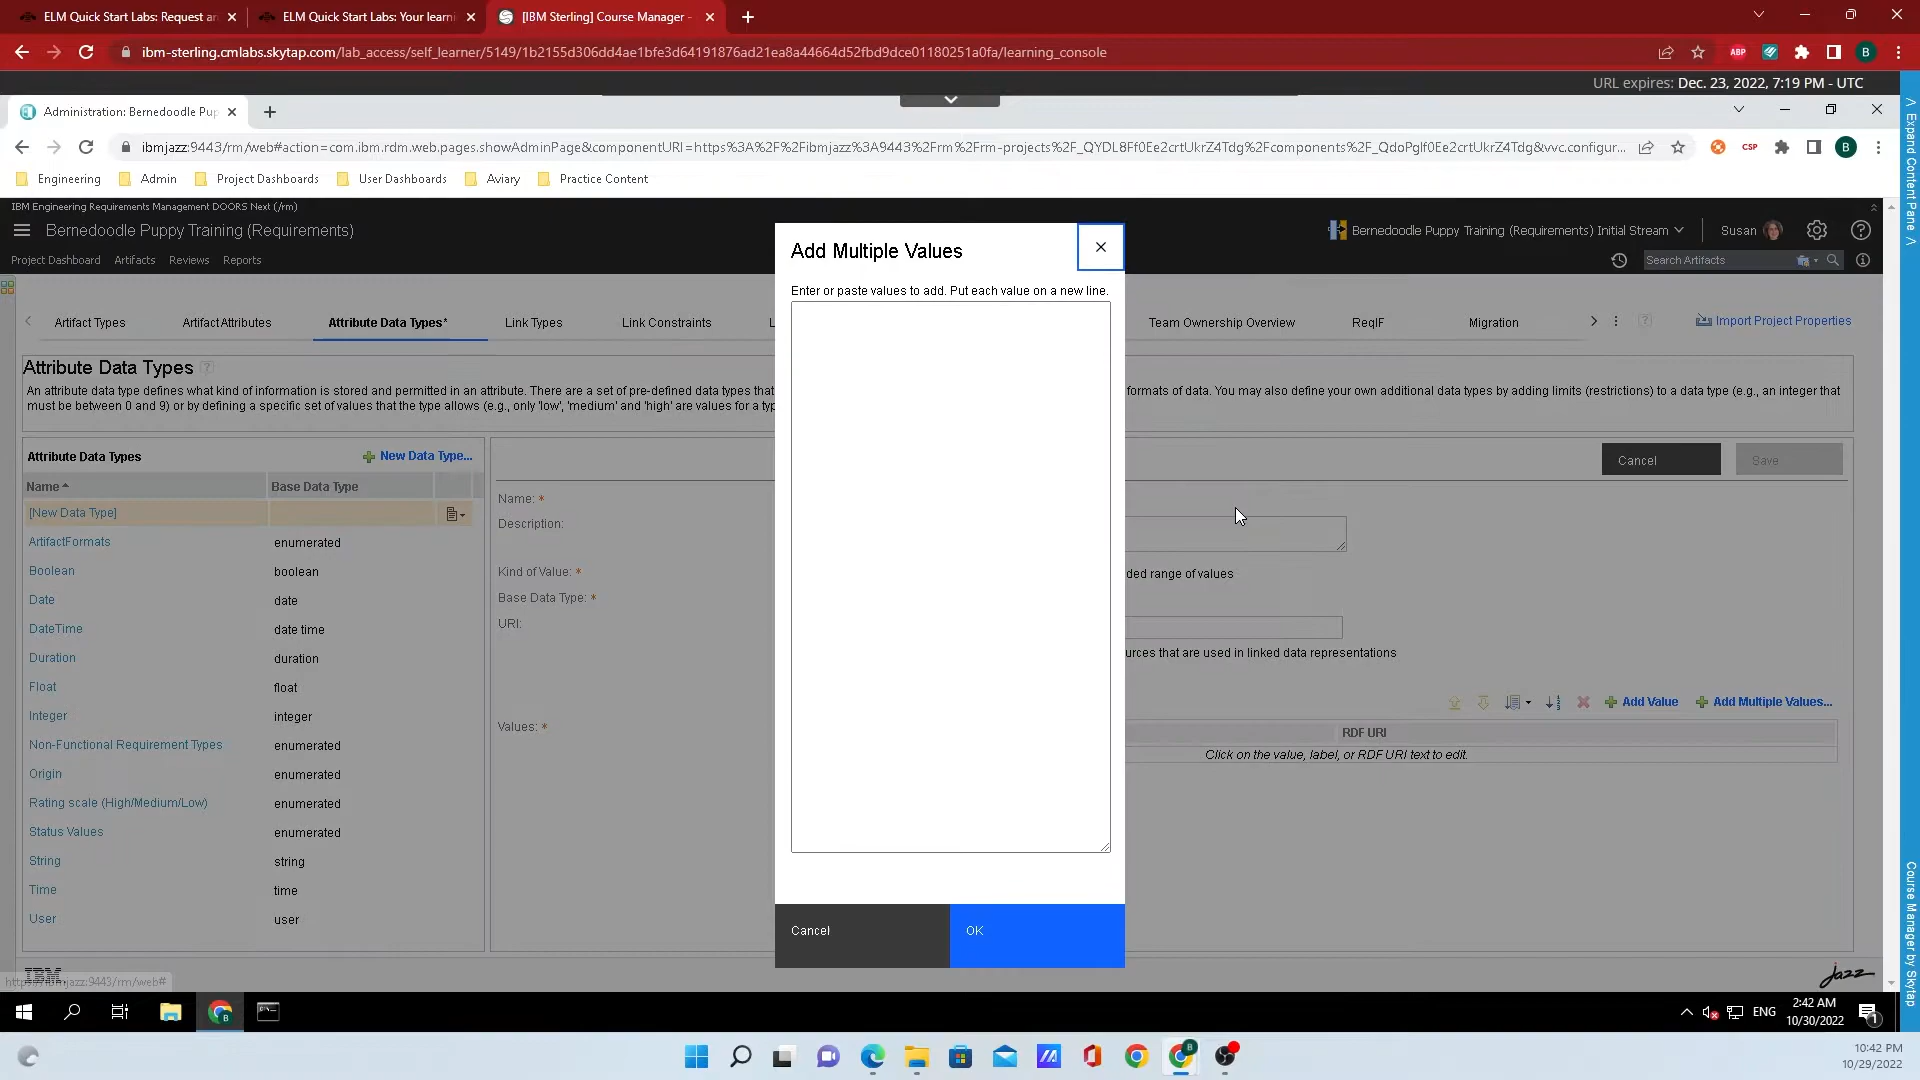 ELM Quick Start Labs: Request an
ELM Quick Start Labs: Your learni
[IBM Sterling] Course Manager -
ibm-sterling.cmlabs.skytap.com/lab_access/self_learner/5149/1b2155d306dd4ae1bfe3d64191876ad21ea8a44664d52fbd9dce01180251a0fa/learning_console
ABP
B
URL expires: Dec. 23, 2022, 7:19 PM - UTC
Administration: Bernedoodle Pup
ibmjazz:9443/rm/web#action=com.ibm.rdm.web.pages.showAdminPage&componentURI=https%3A%2F%2Fibmjazz%3A9443%2Frm%2Frm-projects%2F_QYDL8Ff0Ee2crtUkrZ4Tdg%2Fcomponents%2F_QdoPgIf0Ee2crtUkrZ4Tdg&vvc.configur...
CSP
B
Engineering
Admin
Project Dashboards
User Dashboards
Aviary
Practice Content
IBM Engineering Requirements Management DOORS Next (/rm)
Bernedoodle Puppy Training (Requirements)
Bernedoodle Puppy Training (Requirements) Initial Stream
Susan
Project Dashboard
Artifacts
Reviews
Reports
Search Artifacts
Artifact Types
Artifact Attributes
Attribute Data Types*
Link Types
Link Constraints
L
Team Ownership Overview
ReqIF
Migration
Import Project Properties
Attribute Data Types
An attribute data type defines what kind of information is stored and permitted in an attribute. There are a set of pre-defined data types that
formats of data. You may also define your own additional data types by adding limits (restrictions) to a data type (e.g., an integer that
must be between 0 and 9) or by defining a specific set of values that the type allows (e.g., only 'low', 'medium' and 'high' are values for a typ
Attribute Data Types
New Data Type...
Name
Base Data Type
[New Data Type]
ArtifactFormats
enumerated
Boolean
boolean
Date
date
DateTime
date time
Duration
duration
Float
float
Integer
integer
Non-Functional Requirement Types
enumerated
Origin
enumerated
Rating scale (High/Medium/Low)
enumerated
Status Values
enumerated
String
string
Time
time
User
user
Cancel
Save
Name: *
Description:
Kind of Value: *
ded range of values
Base Data Type: *
URI:
urces that are used in linked data representations
Add Value
Add Multiple Values...
Values: *
RDF URI
Click on the value, label, or RDF URI text to edit.
Add Multiple Values
Enter or paste values to add. Put each value on a new line.
Cancel
OK
IBM
https://ibmjazz:9443/rm/web#
Jazz
< Expand Content Pane <
Course Manager by Skytap
ENG
2:42 AM
10/30/2022
1
10:42 PM
10/29/2022